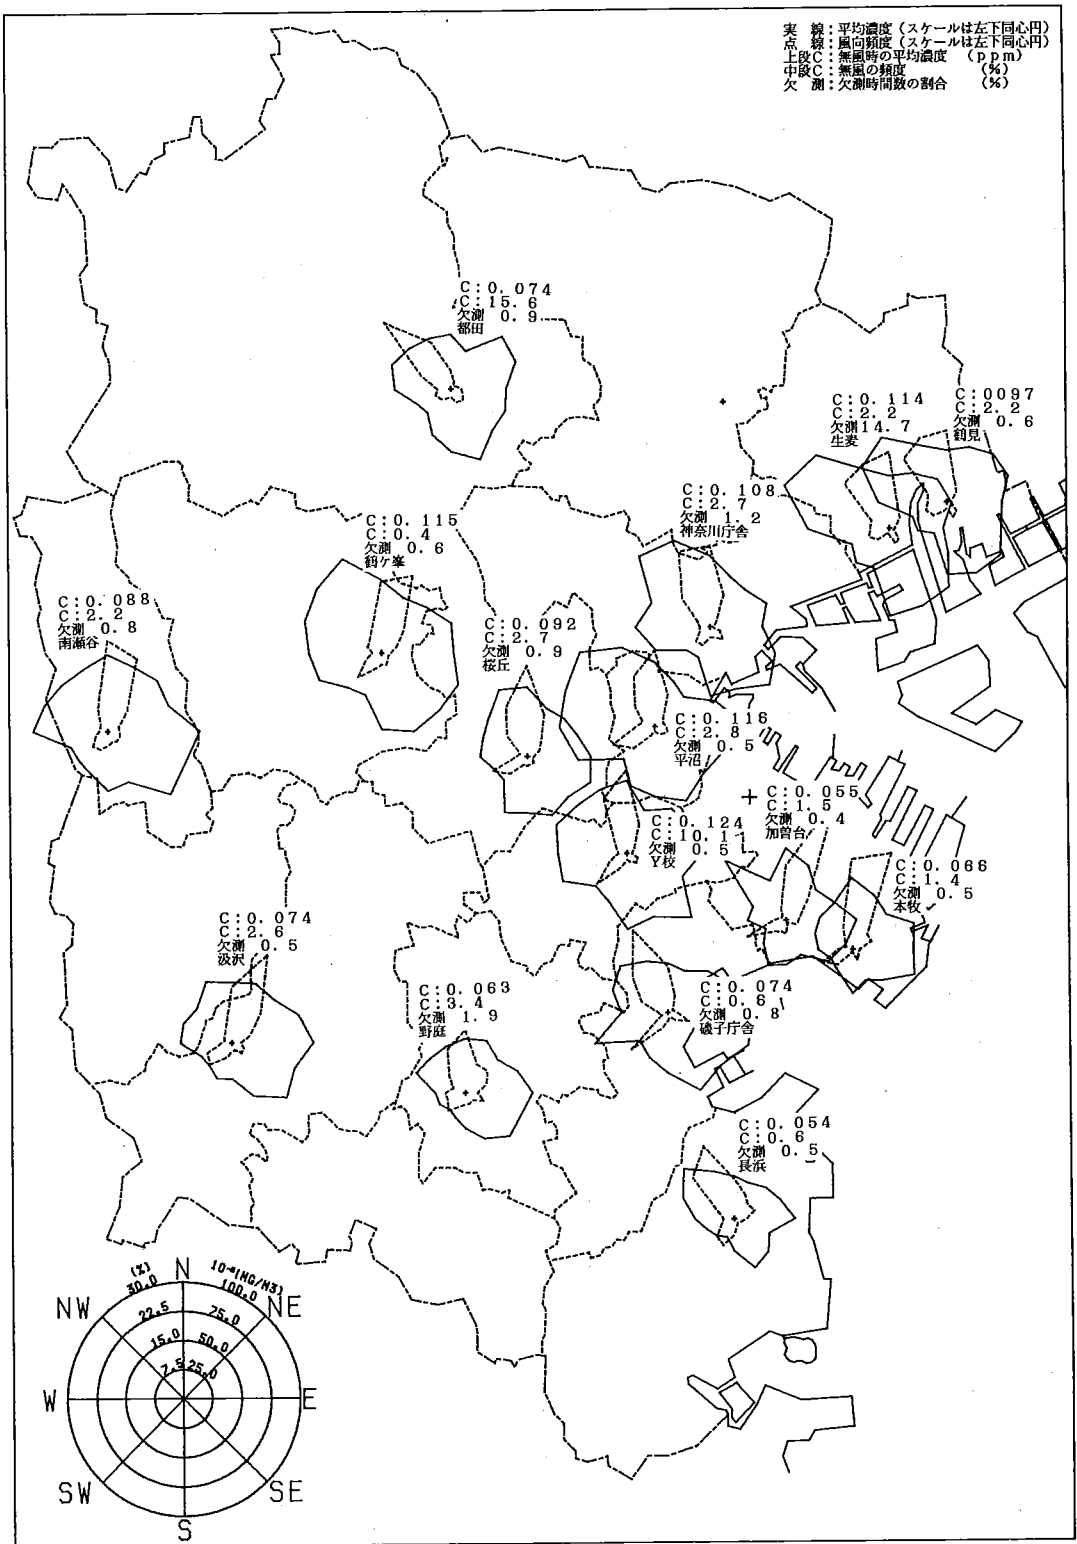 実　線：平均濃度（スケールは左下同心円）
点　線：風向頻度（スケールは左下同心円）
上段C：無風時の平均濃度　（ｐｐｍ）
中段C：無風の頻度　（％）
欠　測：欠測時間数の割合　（％）
C：0．074
C：15．6
欠測　0．9
都田
C：0．114
C：2．2
欠測14．7
生麦
C：0097
C：2．2
欠測　0．6
鶴見
C：0．108
C：2．7
欠測　1．2
神奈川庁舎
C：0．115
C：0．4
欠測　0．6
鶴ケ峯
C：0．088
C：2．2
欠測　0．8
南瀬谷
C：0．092
C：2．7
欠測　0．9
桜丘
C：0．116
C：2．8
欠測　0．5
平沼
C：0．055
C：1．5
欠測　0．4
加曽台
C：0．124
C：10．1
欠測　0．5
Y校
C：0．066
C：1．4
欠測　0．5
本牧
C：0．074
C：2．6
欠測　0．5
汲沢
C：0．063
C：3．4
欠測　1．9
野庭
C：0．074
C：0．6
欠測　0．8
磯子庁舎
C：0．054
C：0．6
欠測　0．5
長浜
(%)
30.0
22.5
15.0
7.5
(MG/M3)
100.0
75.0
50.0
25.0
N
NE
E
SE
S
SW
W
NW